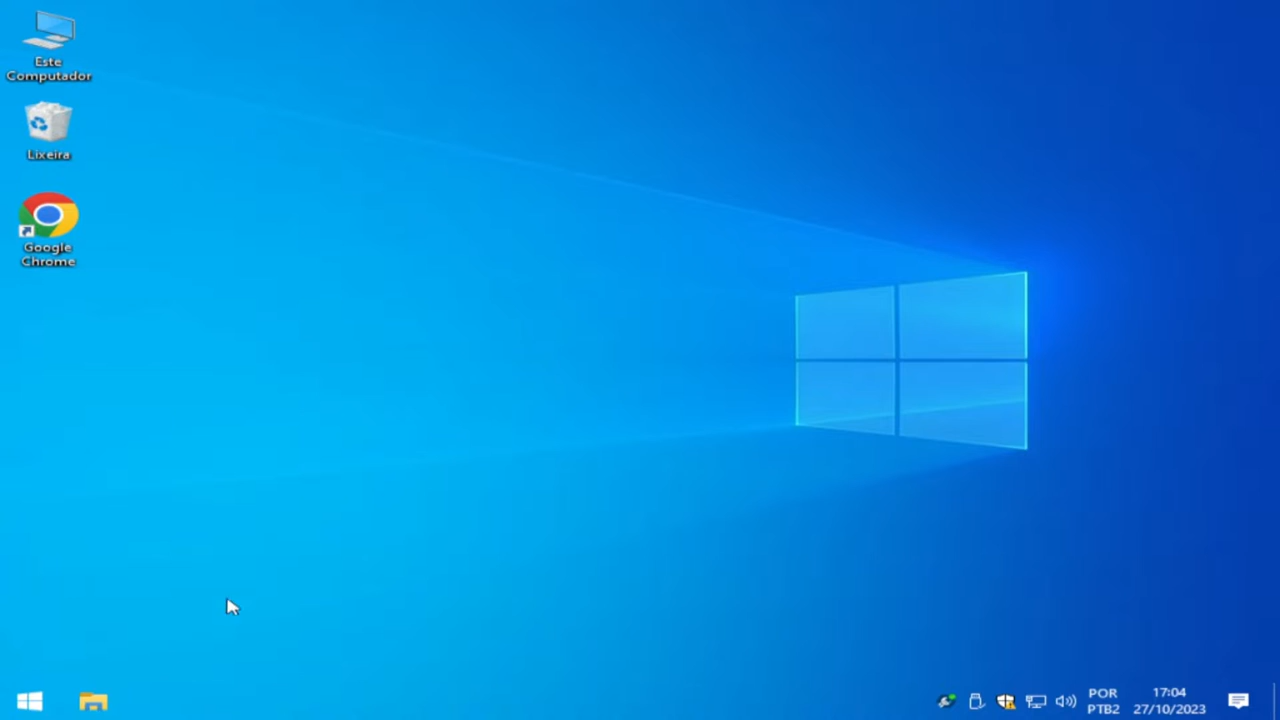 Este
Computador
Lixeira
Google
Chrome
POR
PTB2
17:04
27/10/2023